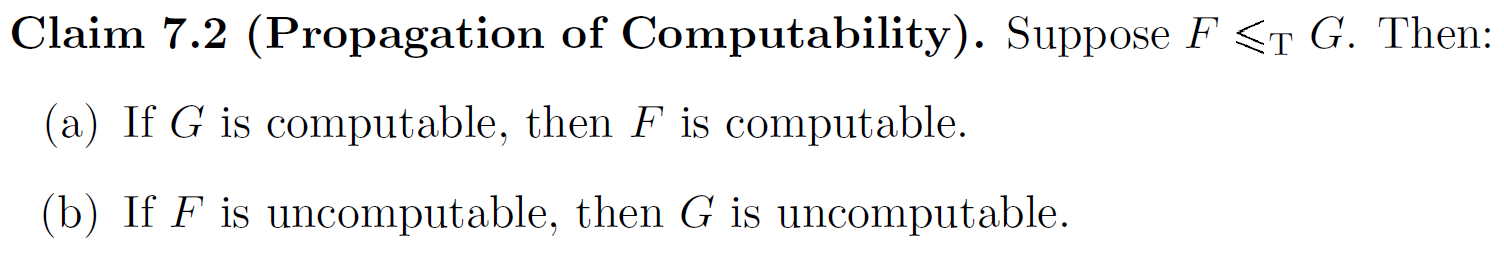 Claim 7.2 (Propagation of Computability). Suppose F ⩽T G. Then:
(a) If G is computable, then F is computable.
(b) If F is uncomputable, then G is uncomputable.